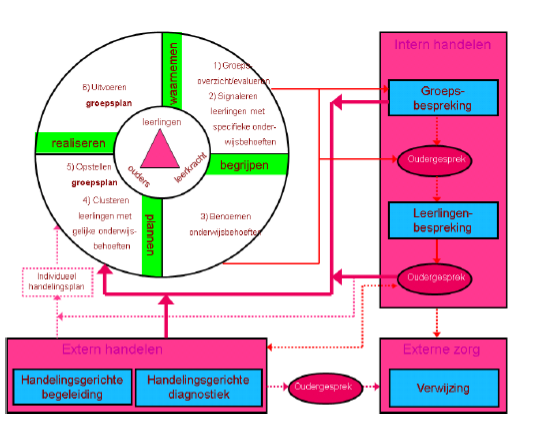 waarnemen
1) Groeps-
overzicht/evalueren
2) Signaleren
leerlingen met
specifieke onder-
wijsbehoeften
begrijpen
3) Benoemen
onderwijsbehoeften
plannen
4) Clusteren
leerlingen met
gelijke onderwijs-
behoeften
5) Opstellen
groepsplan
realiseren
6) Uitvoeren
groepsplan
leerlingen
ouders
leerkracht
Individueel
handelingsplan
Intern handelen
Groeps-
bespreking
Oudergesprek
Leerlingen-
bespreking
Oudergesprek
Extern handelen
Handelingsgerichte
begeleiding
Handelingsgerichte
diagnostiek
Oudergesprek
Externe zorg
Verwijzing